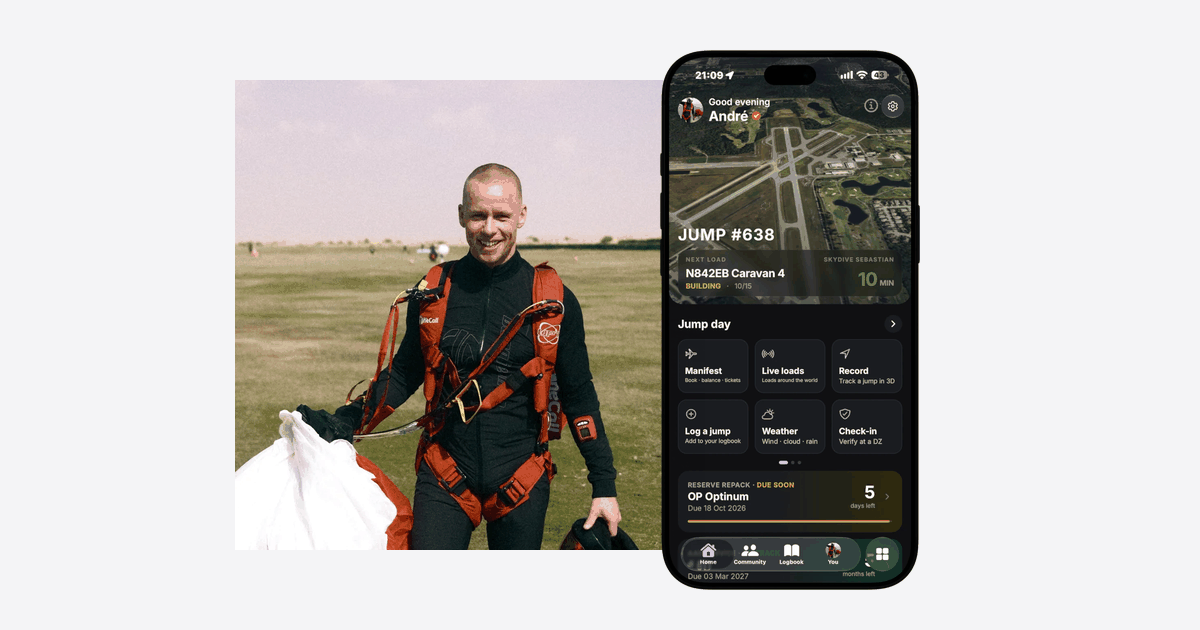 21:09
43
Good evening
André
JUMP #638
NEXT LOAD
SKYDIVE SEBASTIAN
N842EB Caravan 4
10 MIN
BUILDING · 10/15
Jump day
Manifest
Book · balance · tickets
Live loads
Loads around the world
Record
Track a jump in 3D
Log a jump
Add to your logbook
Weather
Wind · cloud · rain
Check-in
Verify at a DZ
RESERVE REPACK · DUE SOON
OP Optinum
Due 18 Oct 2026
5
days left
Home
Community
Logbook
You
Due 03 Mar 2027
months left